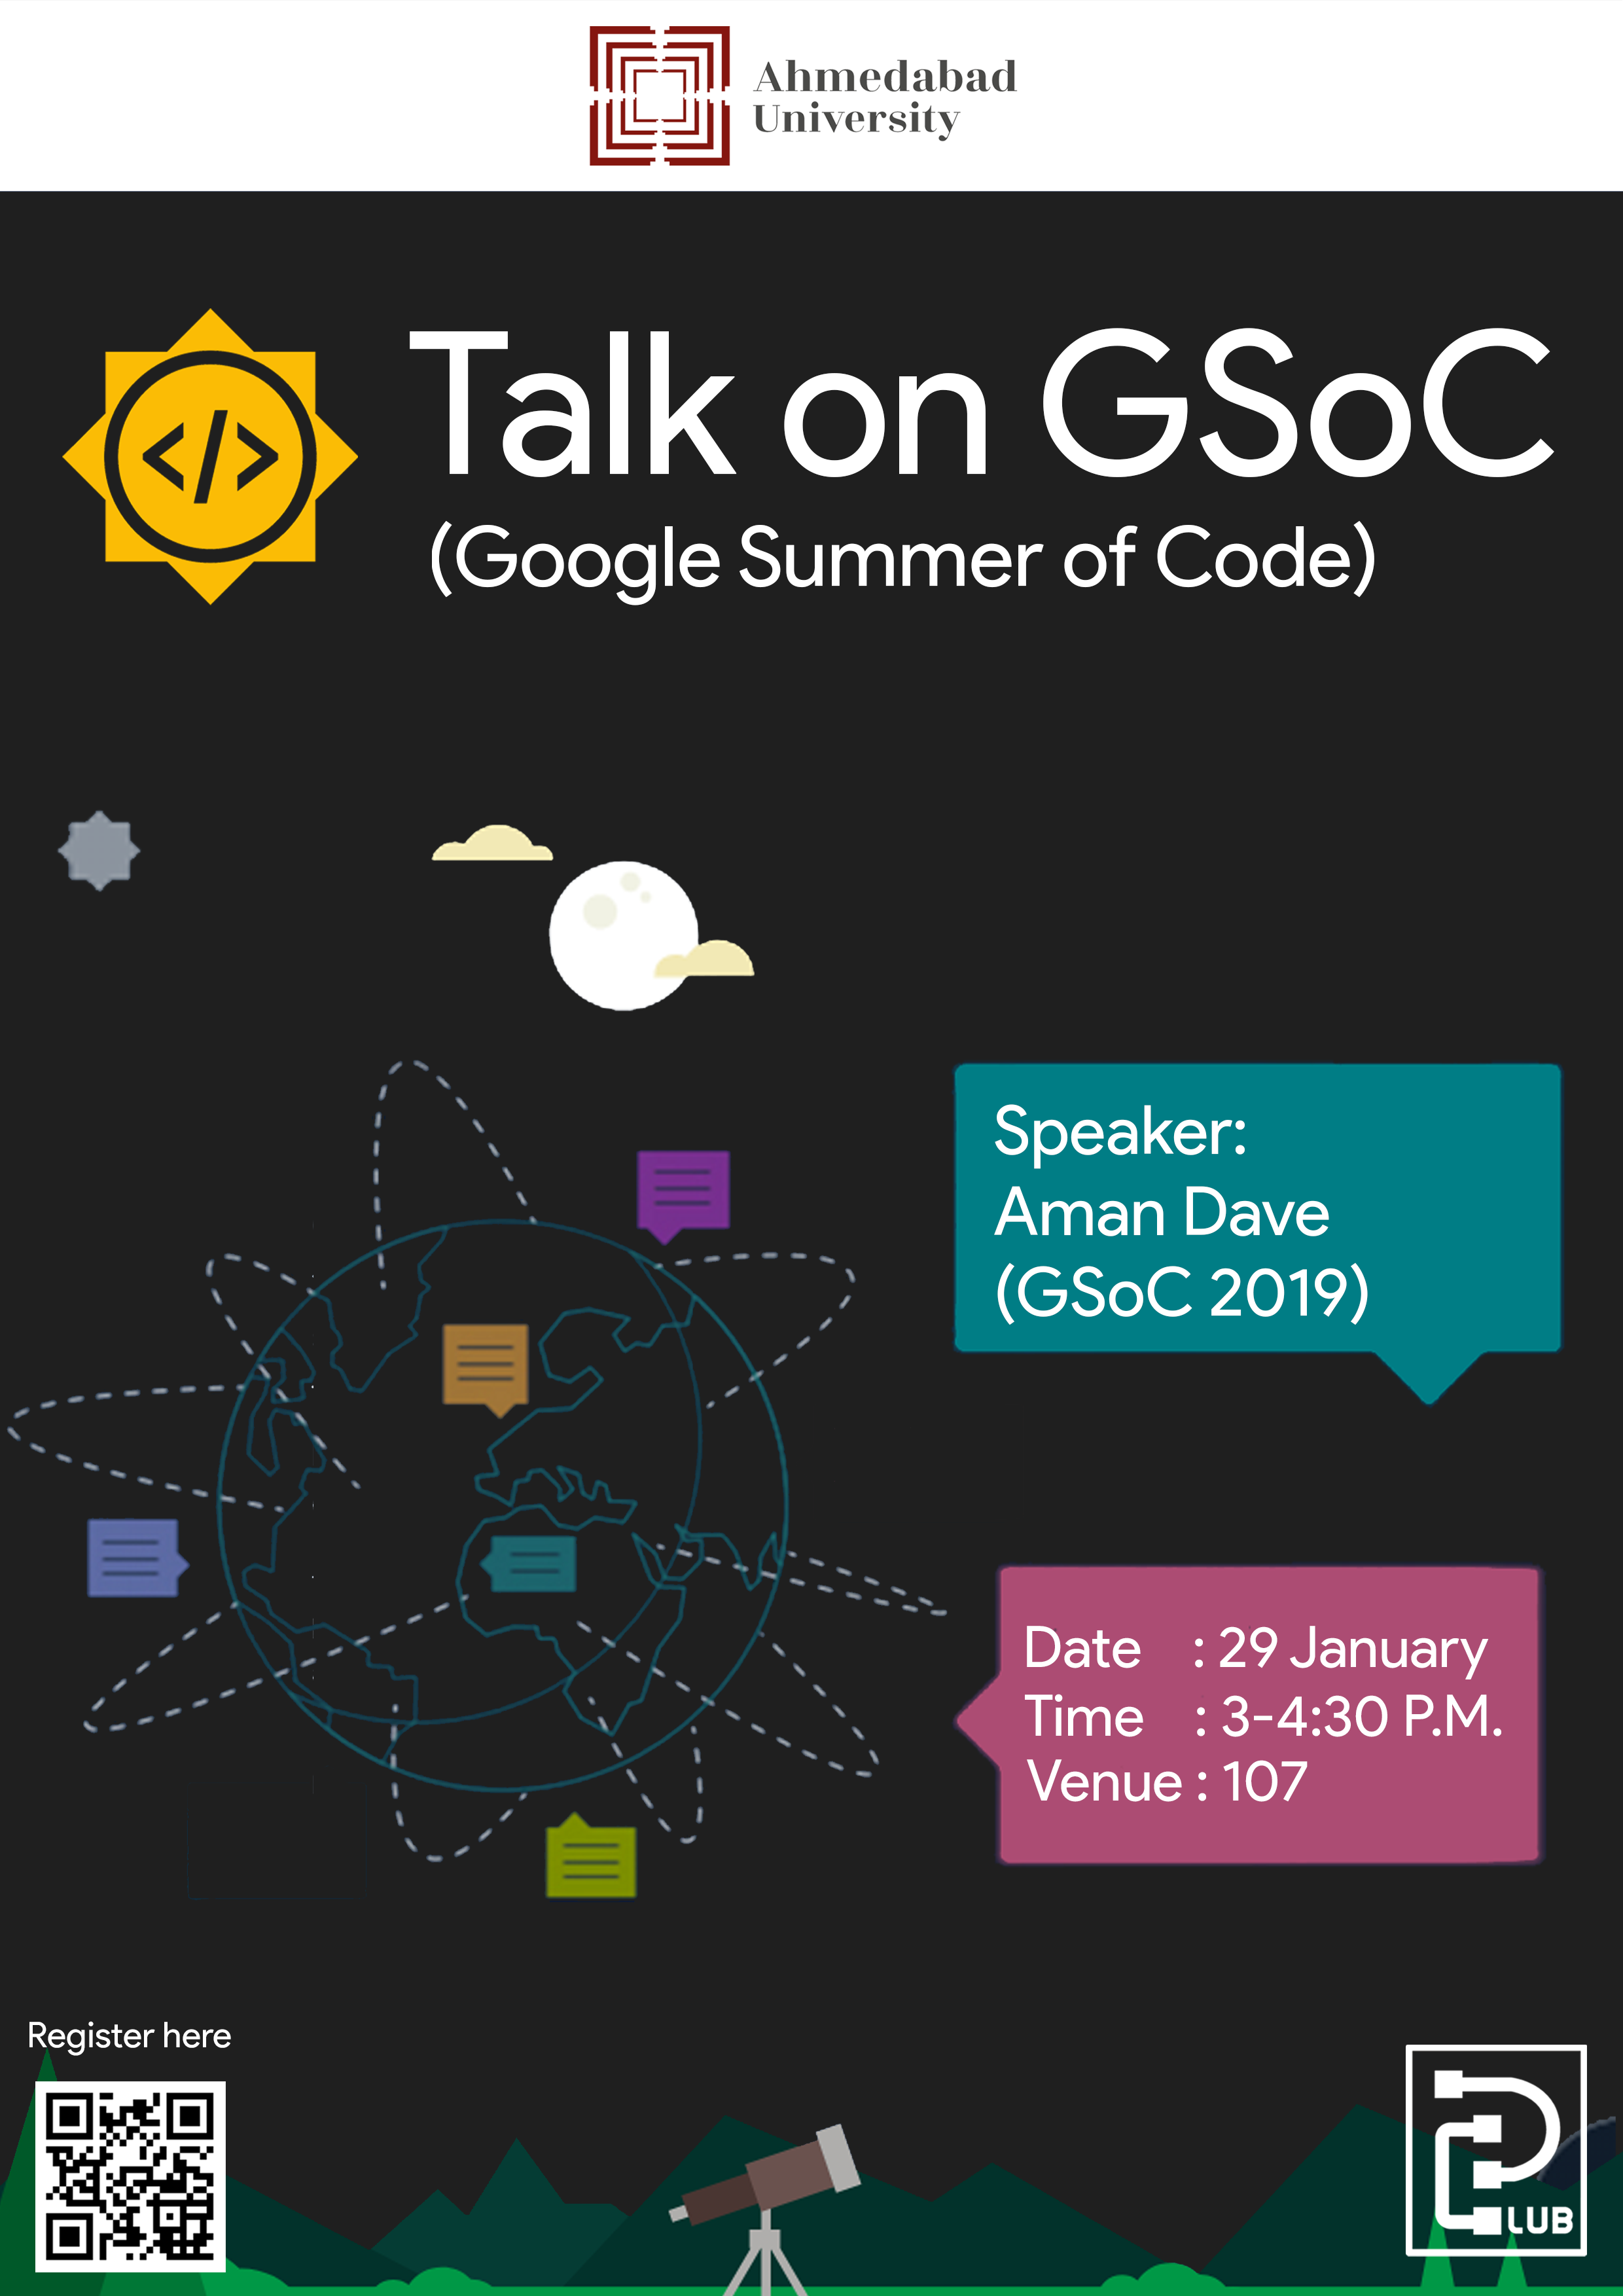 Ahmedabad
University
Talk on GSoC
(Google Summer of Code)
</>
Speaker:
Aman Dave
(GSoC 2019)
Date : 29 January
Time : 3-4:30 P.M.
Venue : 107
Register here
P
CLUB